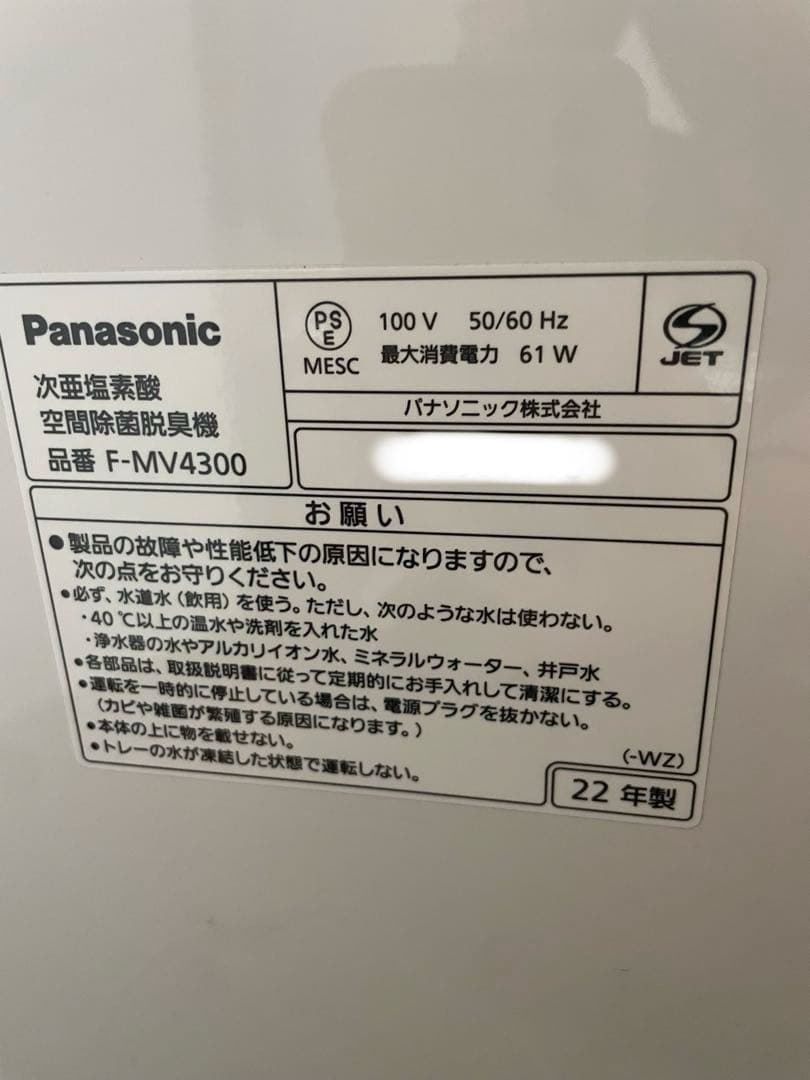 Panasonic
次亜塩素酸
空間除菌脱臭機
品番 F-MV4300
PS
E
MESC
100 V 50/60 Hz
最大消費電力 61 W
S
JET
パナソニック株式会社
お願い
●製品の故障や性能低下の原因になりますので、
次の点をお守りください。
●必ず、水道水（飲用）を使う。ただし、次のような水は使わない。
・40 ℃以上の温水や洗剤を入れた水
・浄水器の水やアルカリイオン水、ミネラルウォーター、井戸水
●各部品は、取扱説明書に従って定期的にお手入れして清潔にする。
●運転を一時的に停止している場合は、電源プラグを抜かない。
（カビや雑菌が繁殖する原因になります。）
●本体の上に物を載せない。
●トレーの水が凍結した状態で運転しない。
(-WZ)
22 年製